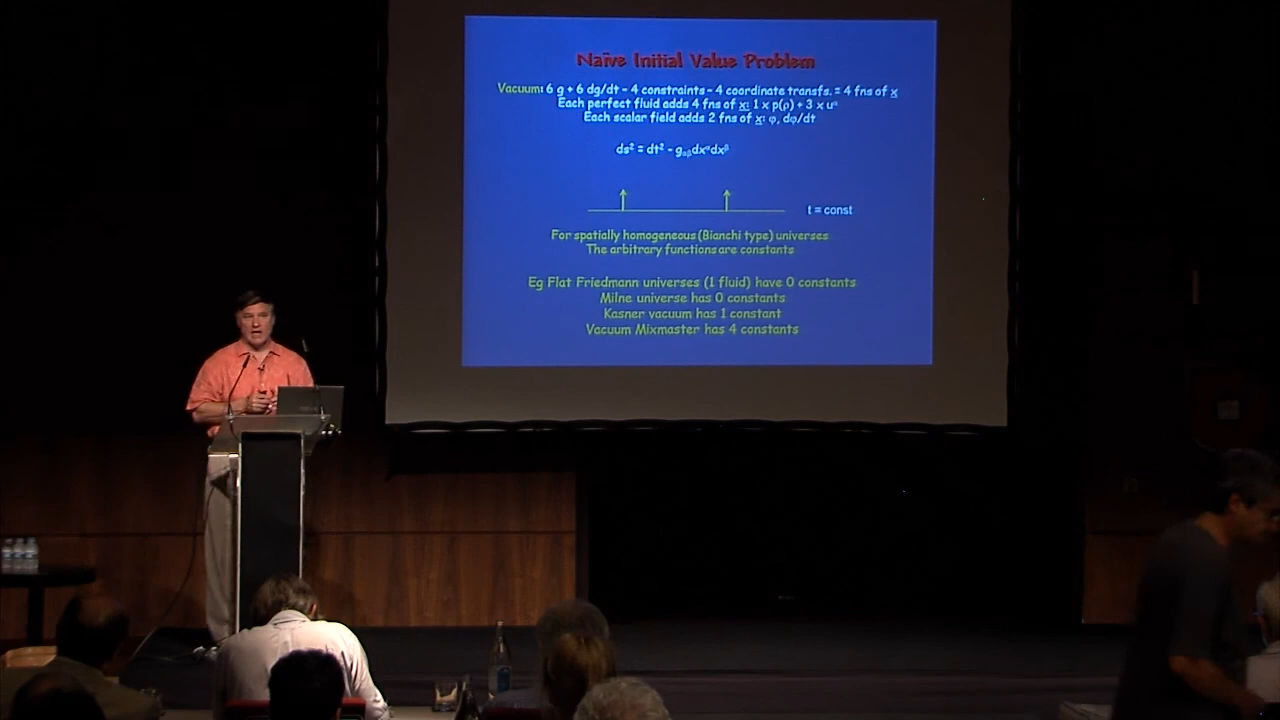 Naïve Initial Value Problem
Vacuum: 6 g + 6 dg/dt - 4 constraints - 4 coordinate transfs. = 4 fns of x
Each perfect fluid adds 4 fns of x: 1 x p(ρ) + 3 x uᵅ
Each scalar field adds 2 fns of x: φ, dφ/dt
ds² = dt² - gαβdxᵅdxᵝ
t = const
For spatially homogeneous (Bianchi type) universes
The arbitrary functions are constants
Eg Flat Friedmann universes (1 fluid) have 0 constants
Milne universe has 0 constants
Kasner vacuum has 1 constant
Vacuum Mixmaster has 4 constants